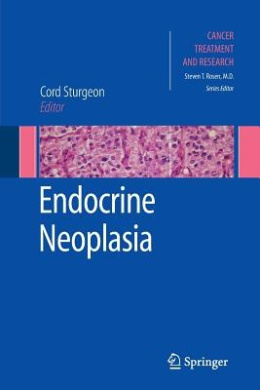 CANCER
TREATMENT
AND RESEARCH
Steven T. Rosen, M.D.
Series Editor
Cord Sturgeon
Editor
Endocrine
Neoplasia
Springer